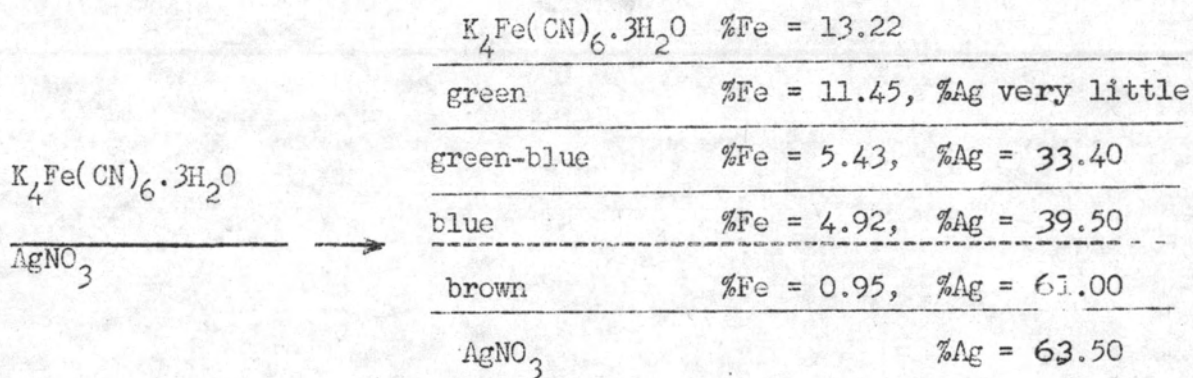 K₄Fe(CN)₆.3H₂O %Fe = 13.22
green %Fe = 11.45, %Ag very little
green-blue %Fe = 5.43, %Ag = 33.40
K₄Fe(CN)₆.3H₂O
blue %Fe = 4.92, %Ag = 39.50
AgNO₃
brown %Fe = 0.95, %Ag = 61.00
AgNO₃ %Ag = 63.50